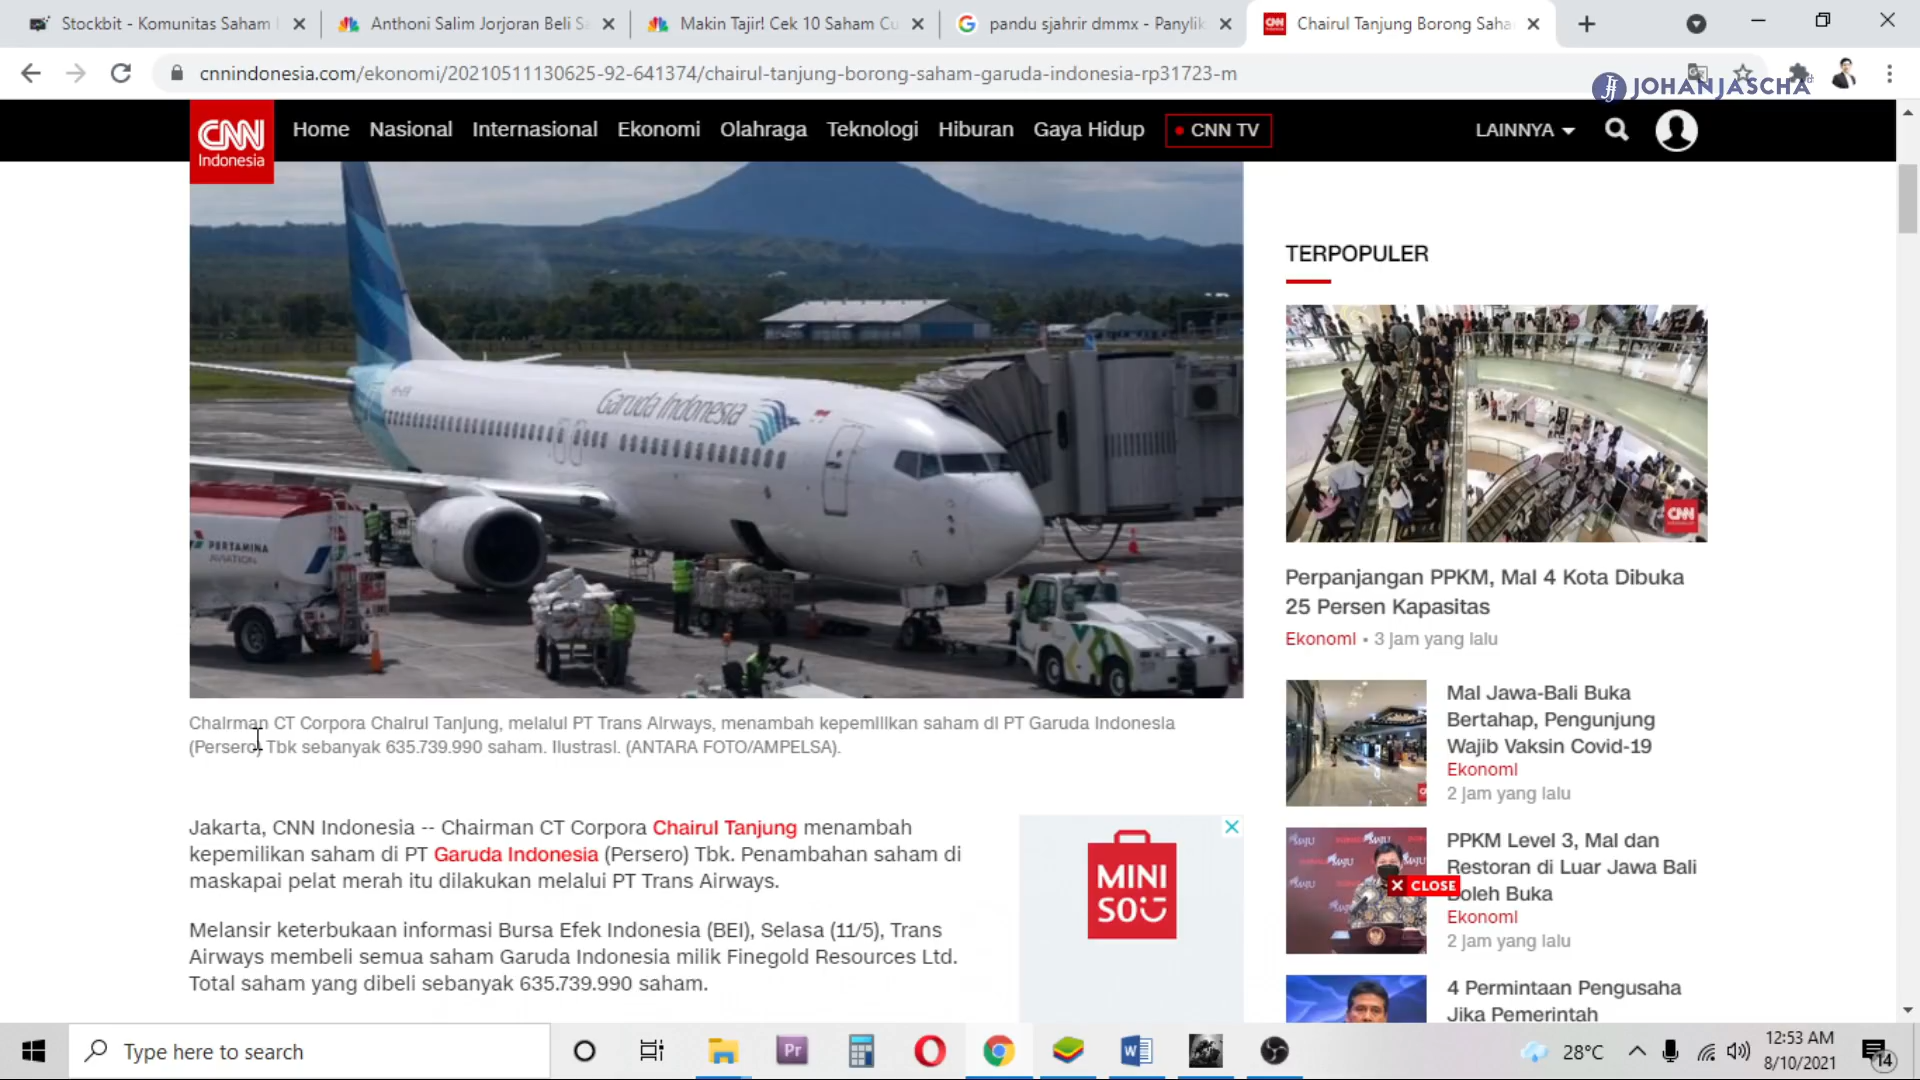 Stockbit - Komunitas Saham
Anthoni Salim Jorjoran Beli Sa
Makin Tajir! Cek 10 Saham Cu
pandu sjahrir dmmx - Panylik
Chairul Tanjung Borong Saha
cnnindonesia.com/ekonomi/20210511130625-92-641374/chairul-tanjung-borong-saham-garuda-indonesia-rp31723-m
JOHANJASCHA
CNN Indonesia
Home Nasional Internasional Ekonomi Olahraga Teknologi Hiburan Gaya Hidup CNN TV
LAINNYA
Garuda Indonesia
PERTAMINA
AVIATION
Chairman CT Corpora Chairul Tanjung, melalui PT Trans Airways, menambah kepemilikan saham di PT Garuda Indonesia
(Persero) Tbk sebanyak 635.739.990 saham. Ilustrasi. (ANTARA FOTO/AMPELSA).
Jakarta, CNN Indonesia -- Chairman CT Corpora Chairul Tanjung menambah
kepemilikan saham di PT Garuda Indonesia (Persero) Tbk. Penambahan saham di
maskapai pelat merah itu dilakukan melalui PT Trans Airways.
Melansir keterbukaan informasi Bursa Efek Indonesia (BEI), Selasa (11/5), Trans
Airways membeli semua saham Garuda Indonesia milik Finegold Resources Ltd.
Total saham yang dibeli sebanyak 635.739.990 saham.
MINI
SO
TERPOPULER
CNN
Perpanjangan PPKM, Mal 4 Kota Dibuka
25 Persen Kapasitas
Ekonomi • 3 jam yang lalu
Mal Jawa-Bali Buka
Bertahap, Pengunjung
Wajib Vaksin Covid-19
Ekonomi
2 jam yang lalu
PPKM Level 3, Mal dan
Restoran di Luar Jawa Bali
Boleh Buka
CLOSE
Ekonomi
2 jam yang lalu
4 Permintaan Pengusaha
Jika Pemerintah
Type here to search
Pr
28°C
12:53 AM
8/10/2021
14